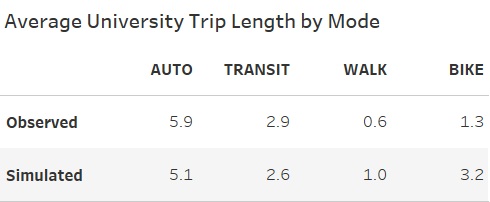 Average University Trip Length by Mode
AUTO TRANSIT WALK BIKE
Observed 5.9 2.9 0.6 1.3
Simulated 5.1 2.6 1.0 3.2